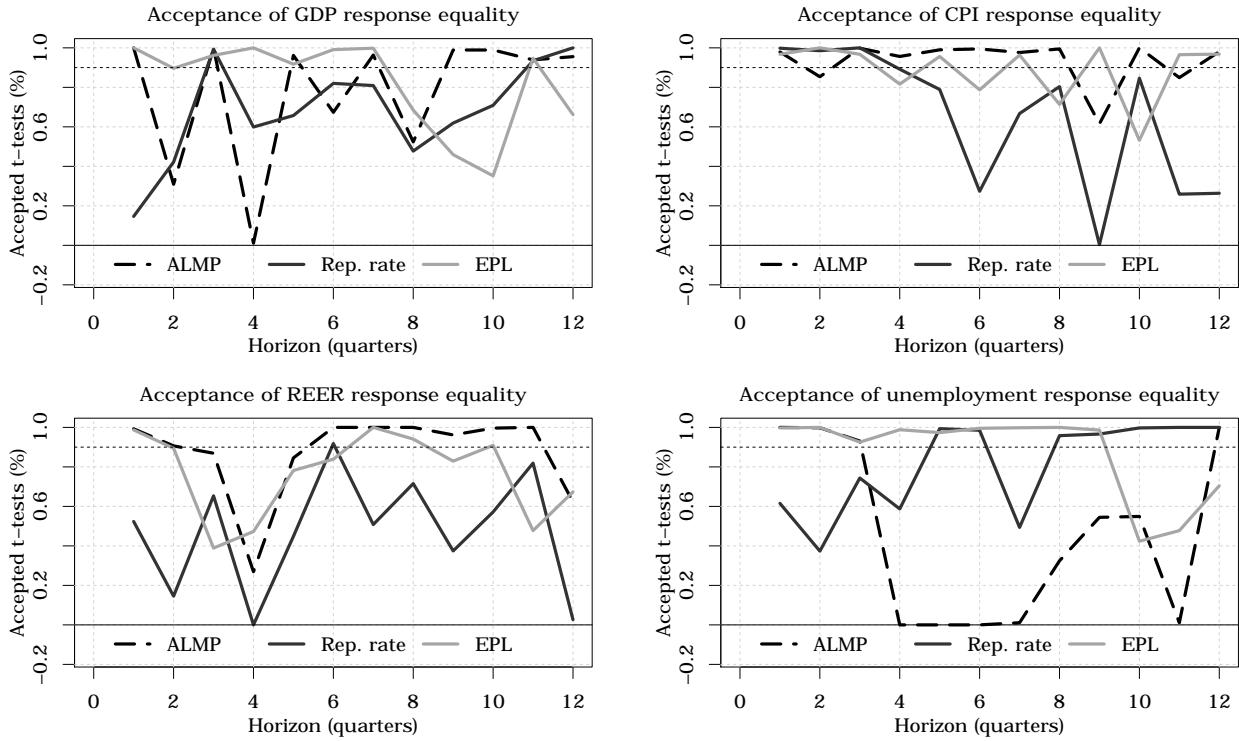 Acceptance of GDP response equality
Accepted t−tests (%)
1.0
0.6
0.2
−0.2
ALMP Rep. rate EPL
0 2 4 6 8 10 12
Horizon (quarters)
Acceptance of CPI response equality
Accepted t−tests (%)
1.0
0.6
0.2
−0.2
ALMP Rep. rate EPL
0 2 4 6 8 10 12
Horizon (quarters)
Acceptance of REER response equality
Accepted t−tests (%)
1.0
0.6
0.2
−0.2
ALMP Rep. rate EPL
0 2 4 6 8 10 12
Horizon (quarters)
Acceptance of unemployment response equality
Accepted t−tests (%)
1.0
0.6
0.2
−0.2
ALMP Rep. rate EPL
0 2 4 6 8 10 12
Horizon (quarters)